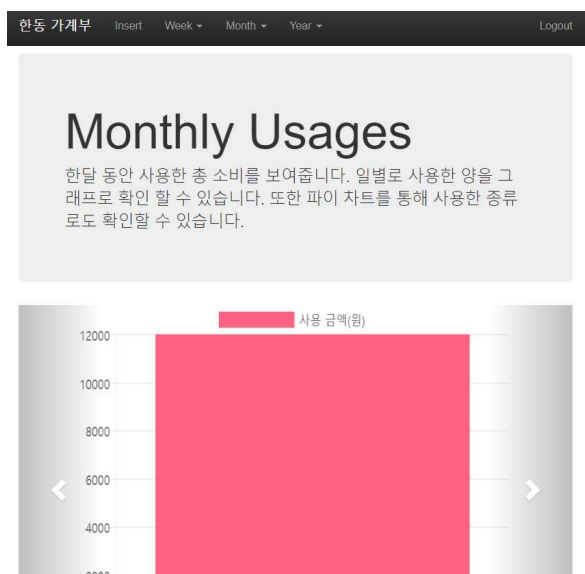 한동 가계부 Insert Week Month Year Logout
Monthly Usages
한달 동안 사용한 총 소비를 보여줍니다. 일별로 사용한 양을 그
래프로 확인 할 수 있습니다. 또한 파이 차트를 통해 사용한 종류
로도 확인할 수 있습니다.
사용 금액(원)
12000
10000
8000
6000
4000